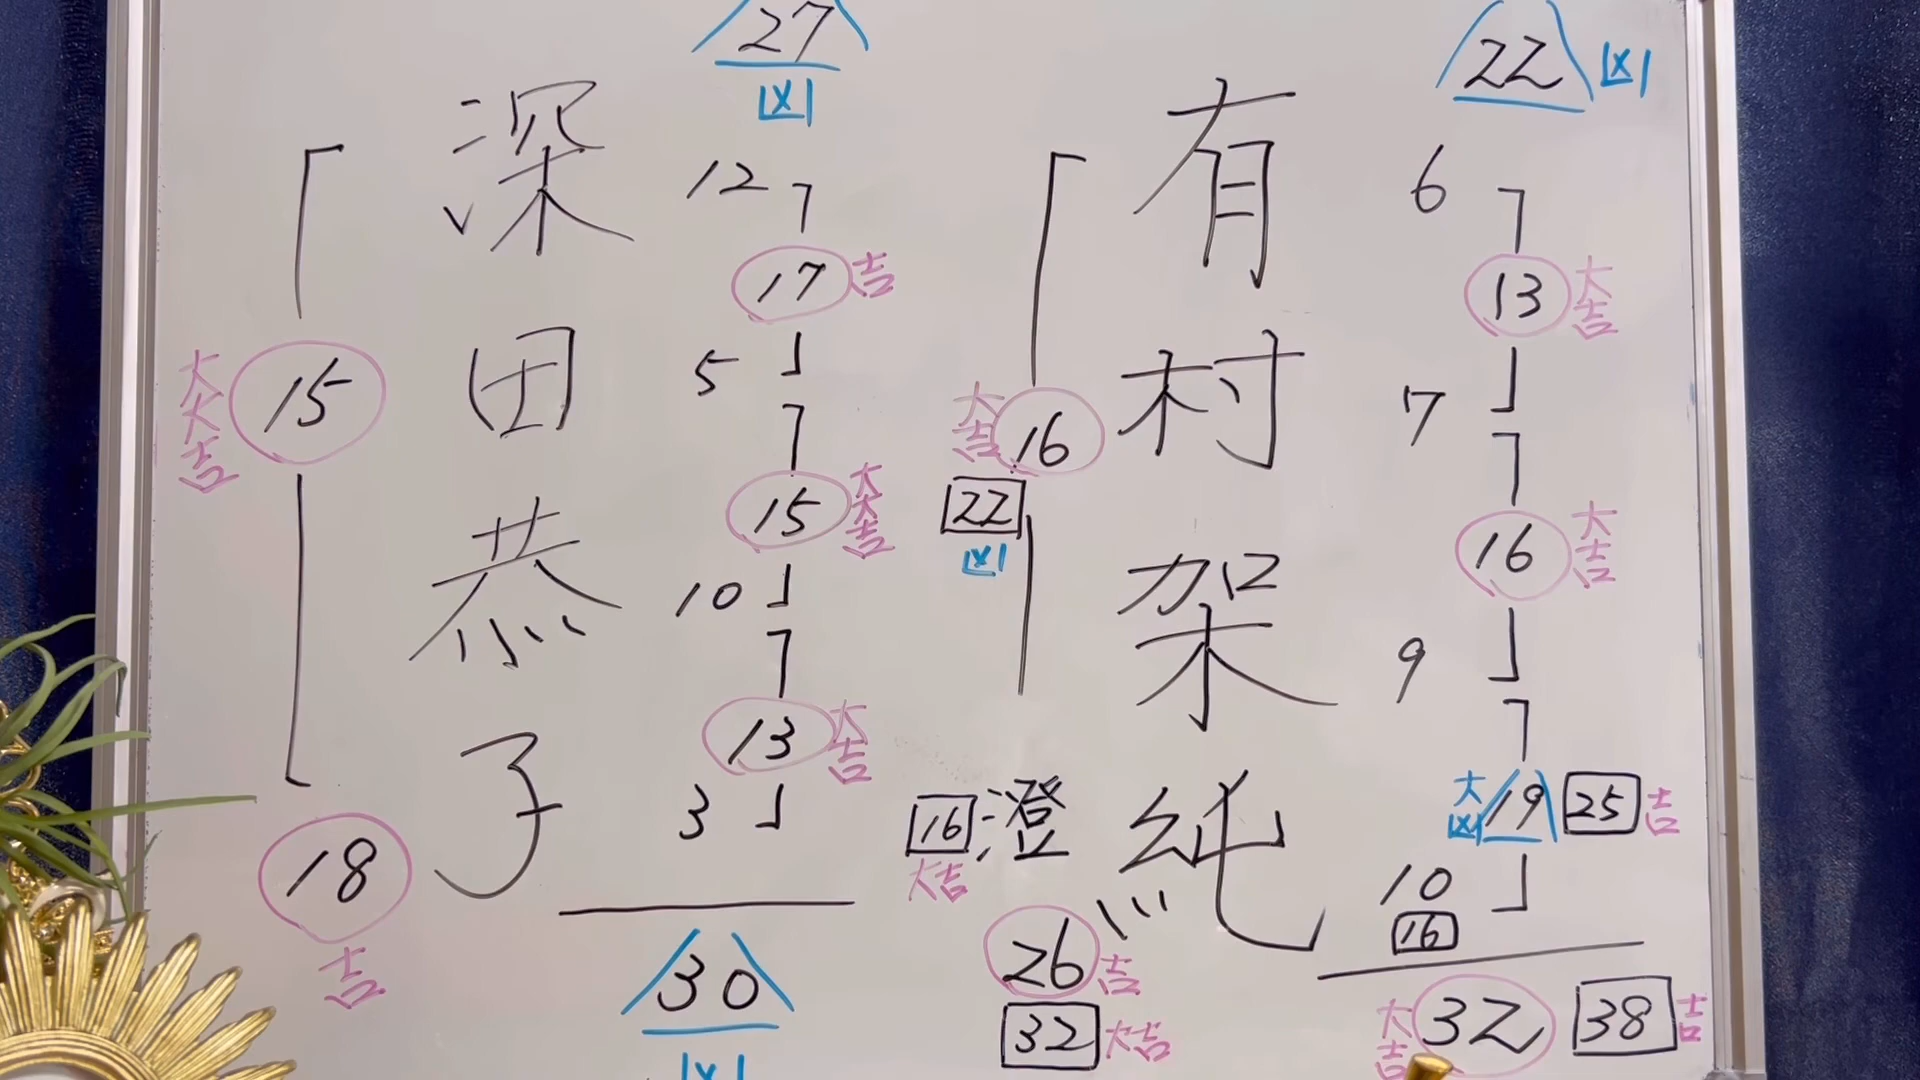 27
凶
深
12
17 吉
田
5
15 大大吉
恭
10
13 大吉
子
3
30
凶
大大吉 15
18
吉
22 凶
有
6
13 大吉
村
7
16 大吉
架
9
大凶 19 25 吉
純
10
16
大吉 32 38 吉
大吉 16
22
凶
16 澄
大吉
26 吉
32 大吉